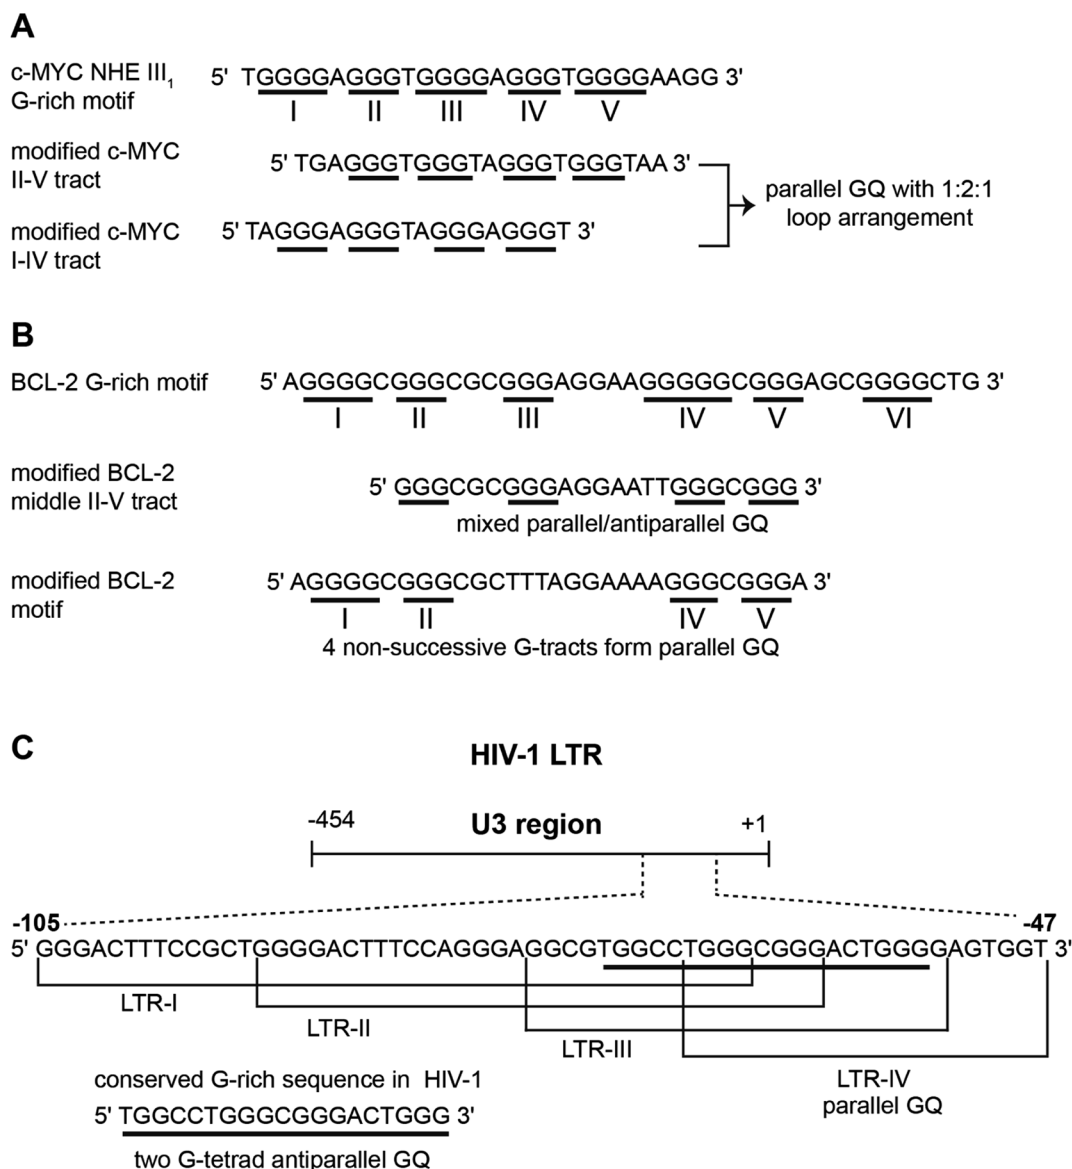 A
c-MYC NHE III1 5' TGGGGAGGGTGGGGAGGGTGGGGAAGG 3'
G-rich motif
I II III IV V
modified c-MYC 5' TGAGGGTGGGTAGGGTGGGTAA 3'
II-V tract
modified c-MYC 5' TAGGGAGGGTAGGGAGGGT 3'
I-IV tract
parallel GQ with 1:2:1
loop arrangement
B
BCL-2 G-rich motif 5' AGGGGCGGGCGCGGGAGGAAGGGGGCGGGAGCGGGGCTG 3'
I II III IV V VI
modified BCL-2
middle II-V tract
5' GGGCGCGGGAGGAATTGGGCGGG 3'
mixed parallel/antiparallel GQ
modified BCL-2
motif
5' AGGGGCGGGCGCTTTAGGAAAAGGGCGGGA 3'
I II IV V
4 non-successive G-tracts form parallel GQ
C
HIV-1 LTR
-454 U3 region +1
-105 -47
5' GGGACTTTCCGCTGGGGACTTTCCAGGGAGGCGTGGCCTGGGCGGGACTGGGGAGTGGT 3'
LTR-I
LTR-II
LTR-III
LTR-IV
parallel GQ
conserved G-rich sequence in HIV-1
5' TGGCCTGGGCGGGACTGGG 3'
two G-tetrad antiparallel GQ